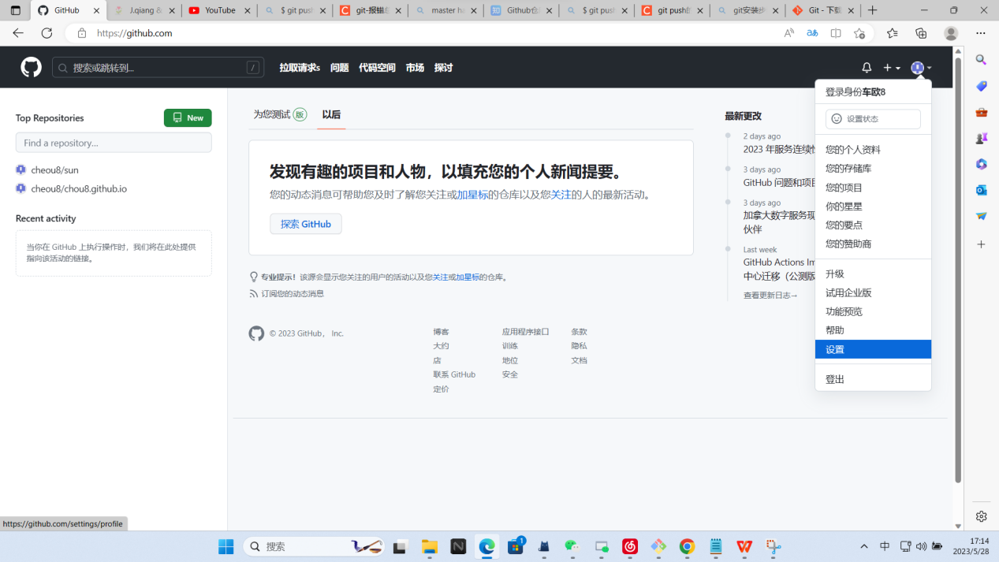 GitHub
J.qiang &
YouTube
$ git push
git-报错
master ha
Github仓
$ git push
git push的
git安装步
Git - 下载
https://github.com
搜索或跳转到...
/
拉取请求s 问题 代码空间 市场 探讨
Top Repositories
New
Find a repository...
cheou8/sun
cheou8/chou8.github.io
Recent activity
当你在 GitHub 上执行操作时，我们将在此处提供
指向该活动的链接。
为您测试 版
以后
发现有趣的项目和人物，以填充您的个人新闻提要。
您的动态消息可帮助您及时了解您关注或加星标的仓库以及您关注的人的最新活动。
探索 GitHub
专业提示！该源会显示您关注的用户的活动以及您关注或加星标的仓库。
订阅您的动态消息
© 2023 GitHub， Inc.
博客
大约
店
联系 GitHub
定价
应用程序接口
训练
地位
安全
条款
隐私
文档
最新更改
2 days ago
2023 年服务连续性
3 days ago
GitHub 问题和项目
3 days ago
加拿大数字服务现
伙伴
Last week
GitHub Actions Im
中心迁移（公测版
查看更新日志→
登录身份车欧8
设置状态
您的个人资料
您的存储库
您的项目
你的星星
您的要点
您的赞助商
升级
试用企业版
功能预览
帮助
设置
登出
https://github.com/settings/profile
搜索
1
中
17:14
2023/5/28